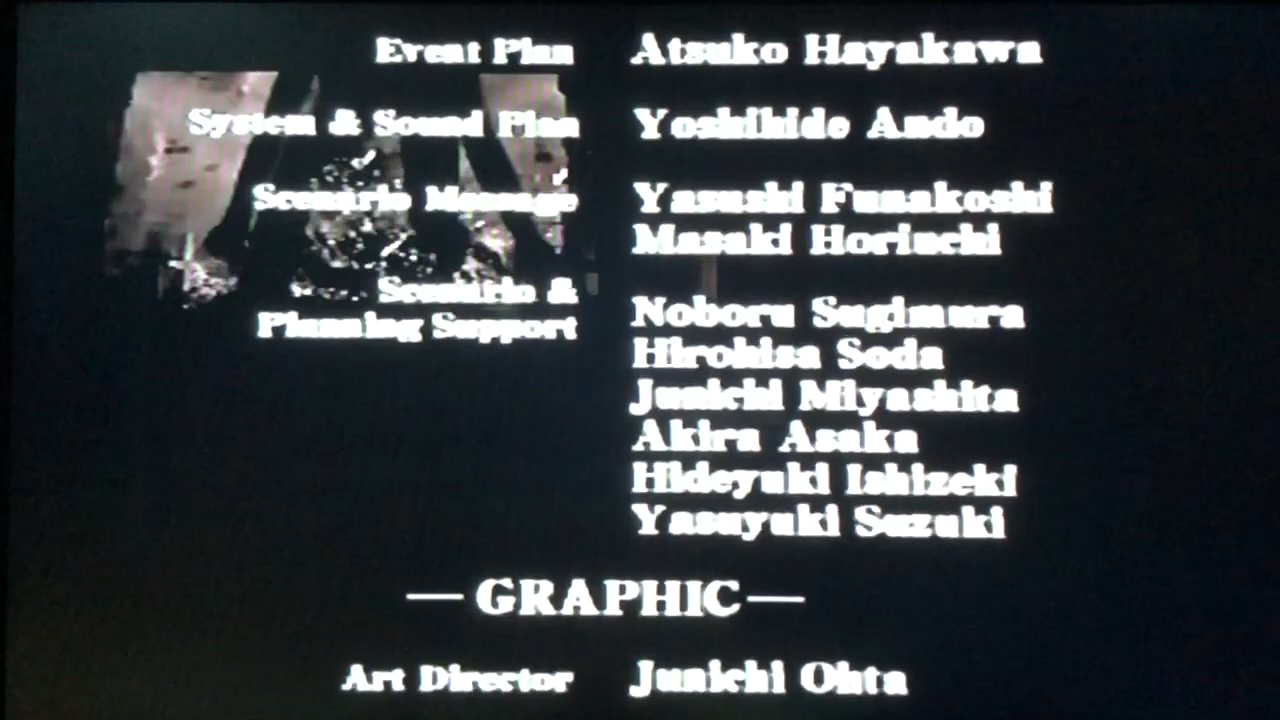 Event Plan Atsuko Hayakawa
System & Sound Plan Yoshihide Ando
Scenario Message Yasushi Funakoshi
Masaki Horiuchi
Scenario &
Planning Support Noboru Sugimura
Hirohisa Soda
Junichi Miyashita
Akira Asaka
Hideyuki Ishizeki
Yasuyuki Suzuki
— GRAPHIC —
Art Director Junichi Ohta